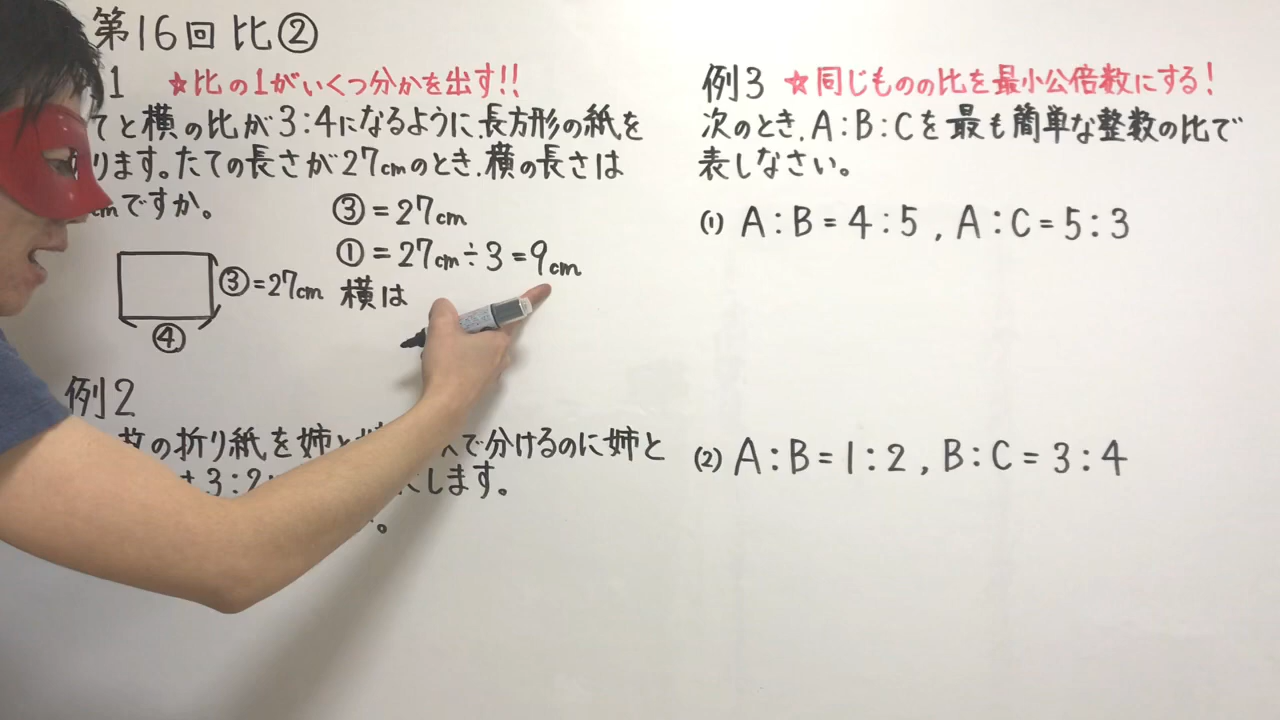 第16回 比②
1 ☆比の1がいくつ分かを出す!!
てと横の比が3:4になるように長方形の紙を
ります。たての長さが27cmのとき、横の長さは
cmですか。
③=27cm
①=27cm÷3=9cm
横は
③=27cm
④
例2
の折り紙を姉と で分けるのに姉と
3:2 します。
。
例3 ☆同じものの比を最小公倍数にする!
次のとき、A:B:Cを最も簡単な整数の比で
表しなさい。
(1) A:B=4:5, A:C=5:3
(2) A:B=1:2, B:C=3:4